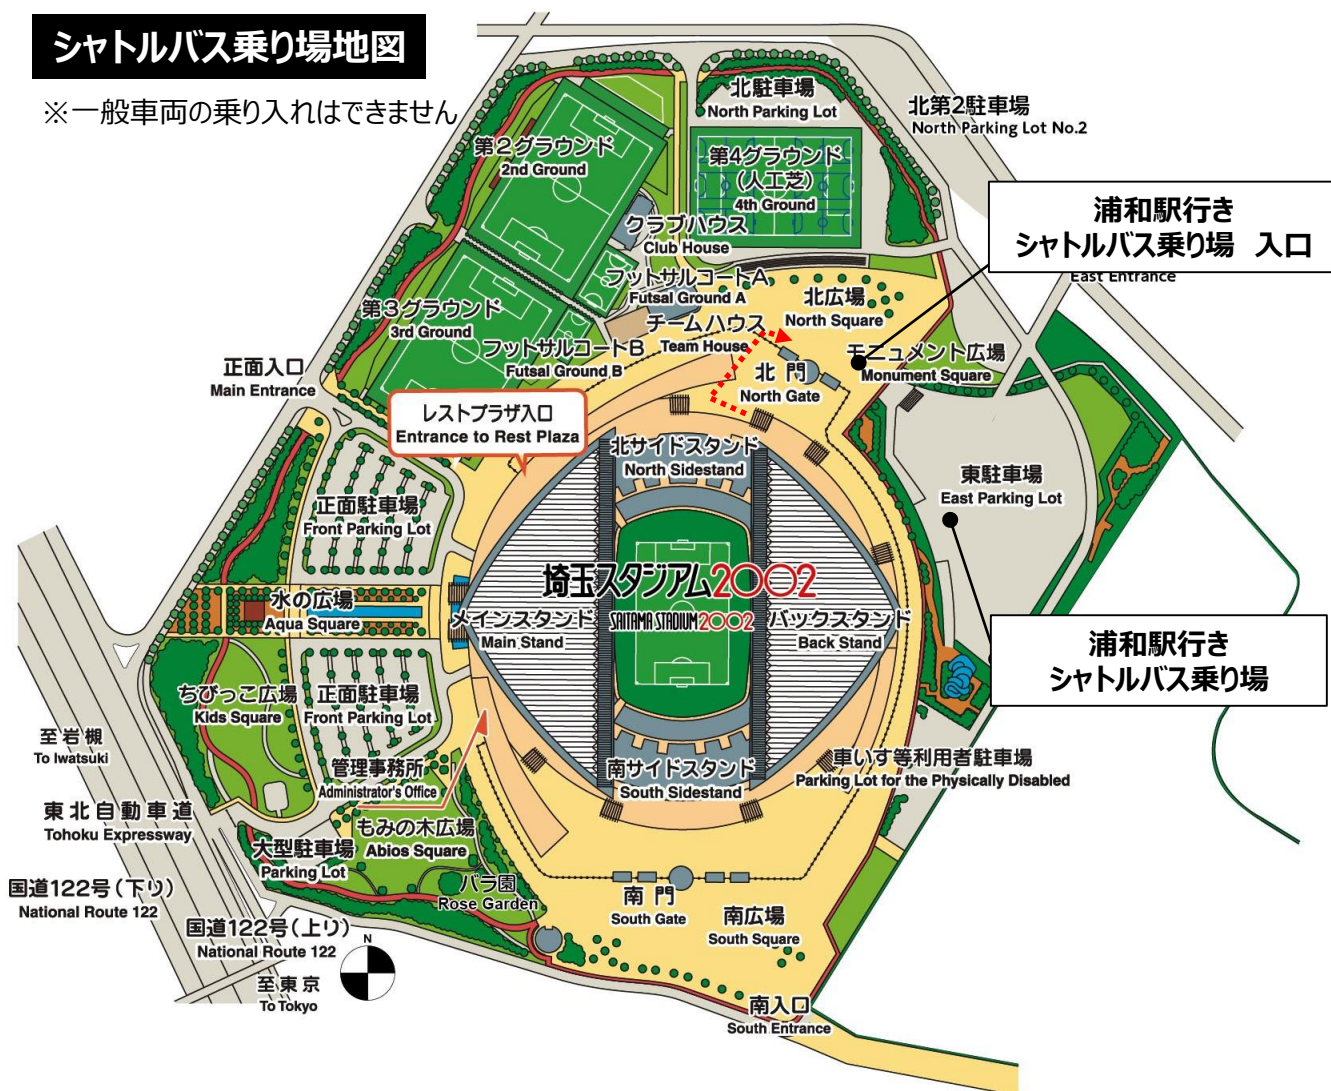 シャトルバス乗り場地図
※一般車両の乗り入れはできません
北駐車場
North Parking Lot
北第2駐車場
North Parking Lot No.2
第2グラウンド
2nd Ground
第4グラウンド
(人工芝)
4th Ground
浦和駅行き
シャトルバス乗り場　入口
East Entrance
クラブハウス
Club House
フットサルコートA
Futsal Ground A
北広場
North Square
第3グラウンド
3rd Ground
チームハウス
Team House
フットサルコートB
Futsal Ground B
モニュメント広場
Monument Square
正面入口
Main Entrance
北門
North Gate
レストプラザ入口
Entrance to Rest Plaza
北サイドスタンド
North Sidestand
東駐車場
East Parking Lot
正面駐車場
Front Parking Lot
埼玉スタジアム2002
SAITAMA STADIUM 2002
水の広場
Aqua Square
メインスタンド
Main Stand
バックスタンド
Back Stand
浦和駅行き
シャトルバス乗り場
ちびっこ広場
Kids Square
正面駐車場
Front Parking Lot
至岩槻
To Iwatsuki
管理事務所
Administrator's Office
南サイドスタンド
South Sidestand
車いす等利用者駐車場
Parking Lot for the Physically Disabled
東北自動車道
Tohoku Expressway
もみの木広場
Abios Square
大型駐車場
Parking Lot
国道122号(下り)
National Route 122
バラ園
Rose Garden
南門
South Gate
南広場
South Square
国道122号(上り)
National Route 122
N
至東京
To Tokyo
南入口
South Entrance